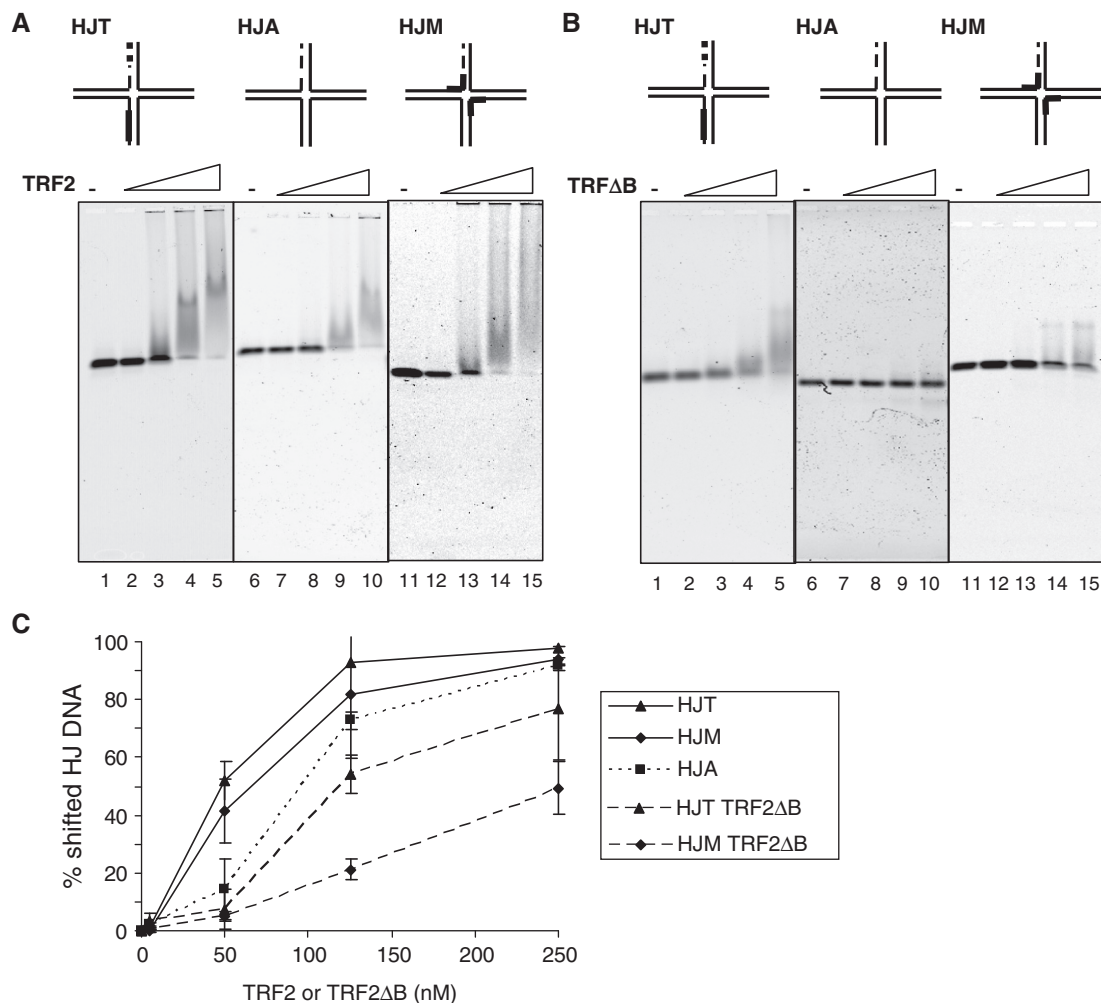 A
HJT HJA HJM
TRF2 - - -
1 2 3 4 5 6 7 8 9 10 11 12 13 14 15
B
HJT HJA HJM
TRFΔB - - -
1 2 3 4 5 6 7 8 9 10 11 12 13 14 15
C
% shifted HJ DNA
100
80
60
40
20
0
0 50 100 150 200 250
TRF2 or TRF2ΔB (nM)
HJT
HJM
HJA
HJT TRF2ΔB
HJM TRF2ΔB